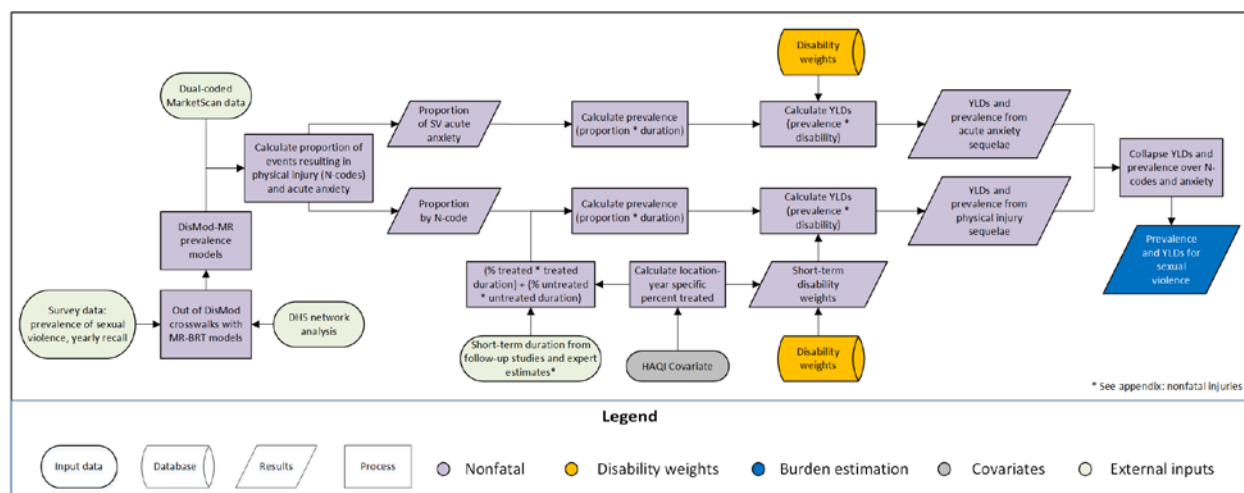 Dual-coded
MarketScan data
Disability
weights
Proportion
of SV acute
anxiety
Calculate prevalence
(proportion * duration)
Calculate YLDs
(prevalence *
disability)
YLDs and
prevalence from
acute anxiety
sequelae
Calculate proportion of
events resulting in
physical injury (N-codes)
and acute anxiety
Collapse YLDs and
prevalence over N-
codes and anxiety
Proportion
by N-code
Calculate prevalence
(proportion * duration)
Calculate YLDs
(prevalence *
disability)
YLDs and
prevalence from
physical injury
sequelae
DisMod-MR
prevalence
models
Prevalence
and YLDs for
sexual
violence
(% treated * treated
duration) + (% untreated
* untreated duration)
Calculate location-
year specific
percent treated
Short-term
disability
weights
Survey data:
prevalence of sexual
violence, yearly recall
Out of DisMod
crosswalks with
MR-BRT models
DHS network
analysis
Short-term duration from
follow-up studies and expert
estimates*
HAQI Covariate
Disability
weights
* See appendix: nonfatal injuries
Legend
Input data
Database
Results
Process
Nonfatal
Disability weights
Burden estimation
Covariates
External inputs